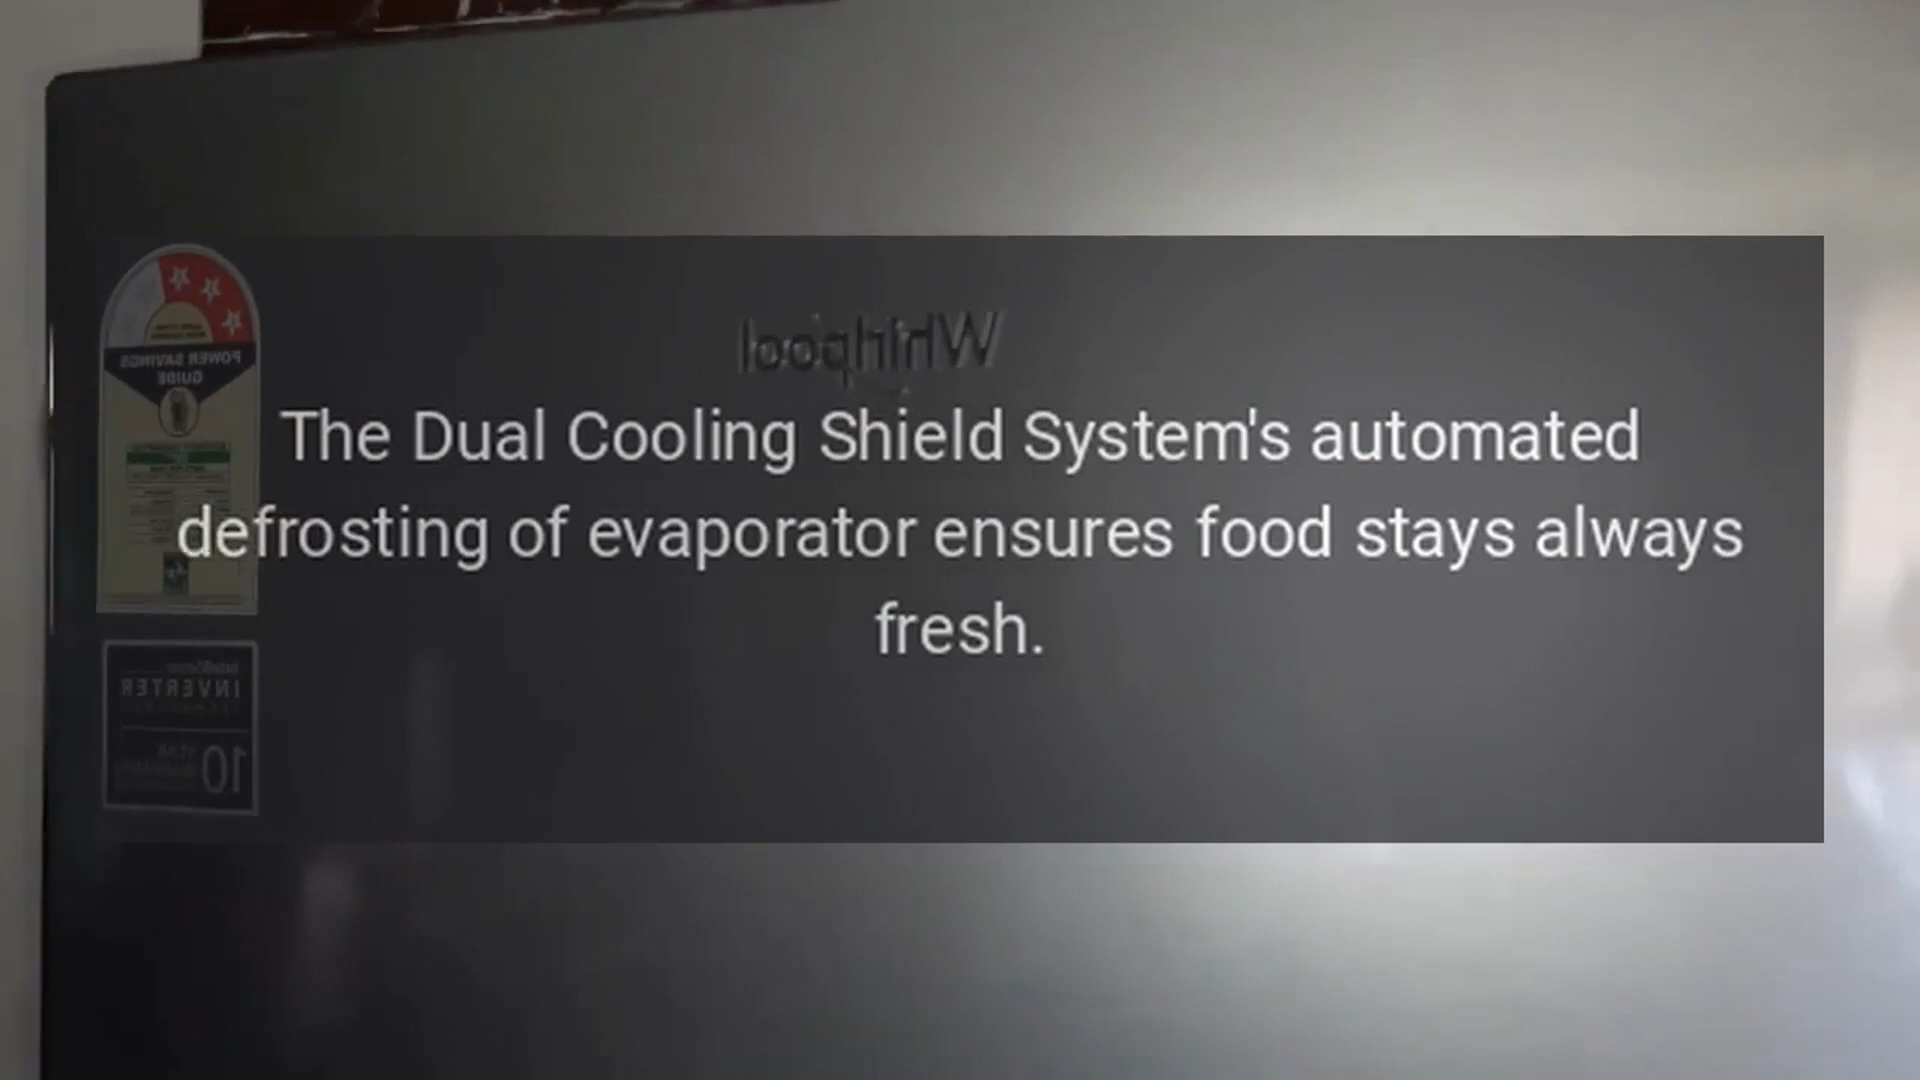 Whirlpool
POWER SAVINGS
GUIDE
The Dual Cooling Shield System's automated
defrosting of evaporator ensures food stays always
fresh.
INVERTER
10
YEAR